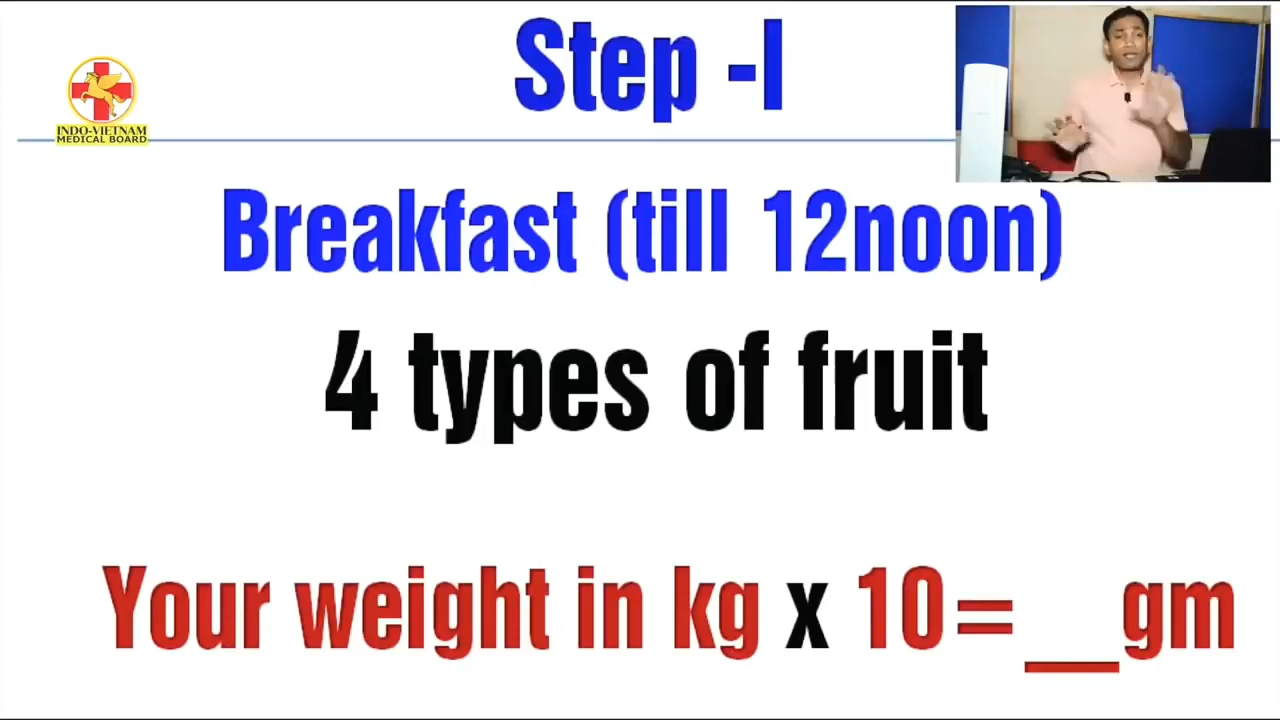 Step -I
INDO-VIETNAM
MEDICAL BOARD
Breakfast (till 12noon)
4 types of fruit
Your weight in kg x 10=__gm